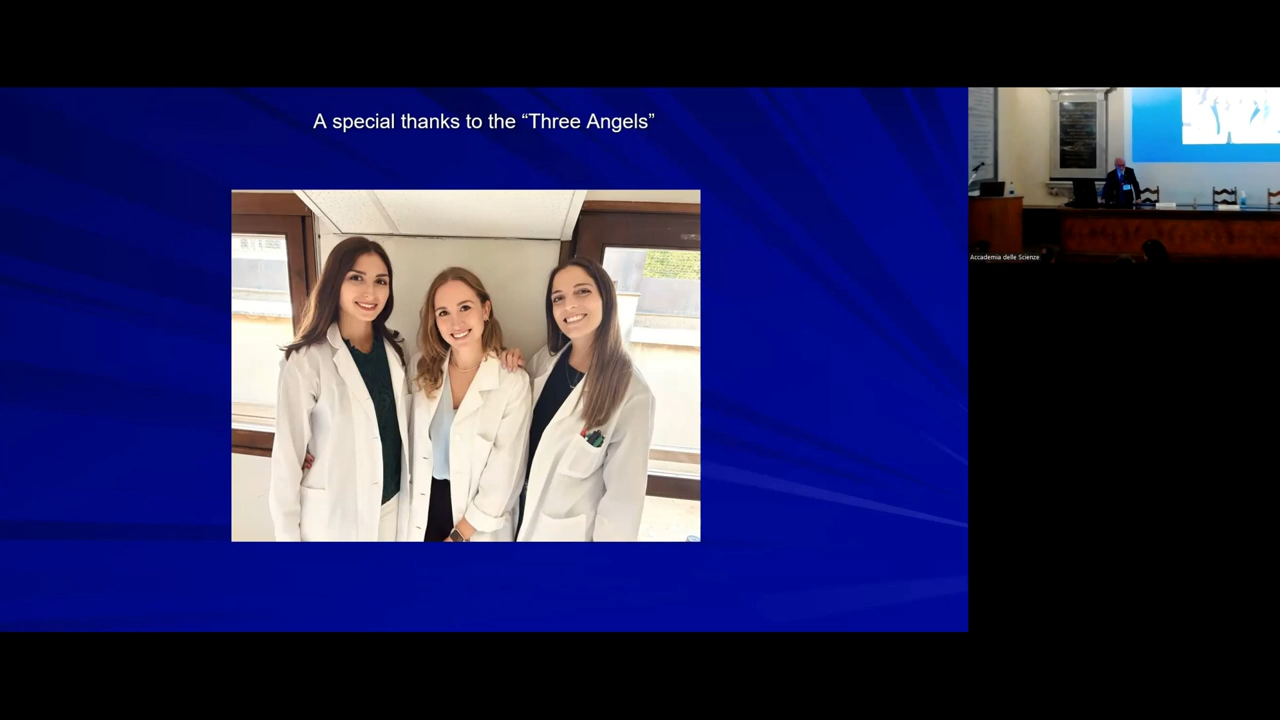 A special thanks to the “Three Angels”
Accademia delle Scienze